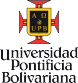 A Ω
U P B
Universidad
Pontificia
Bolivariana